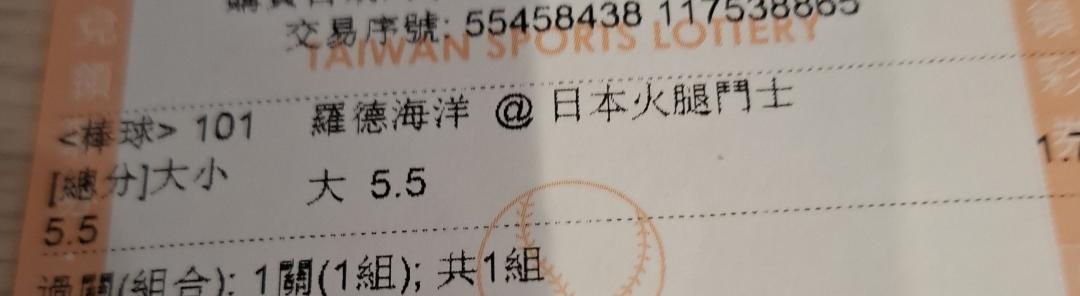 交易序號: 55458438 117538865
TAIWAN SPORTS LOTTERY
<棒球> 101 羅德海洋 @ 日本火腿鬥士
[總分]大小 大 5.5 1.7
5.5
過關(組合): 1關(1組); 共1組